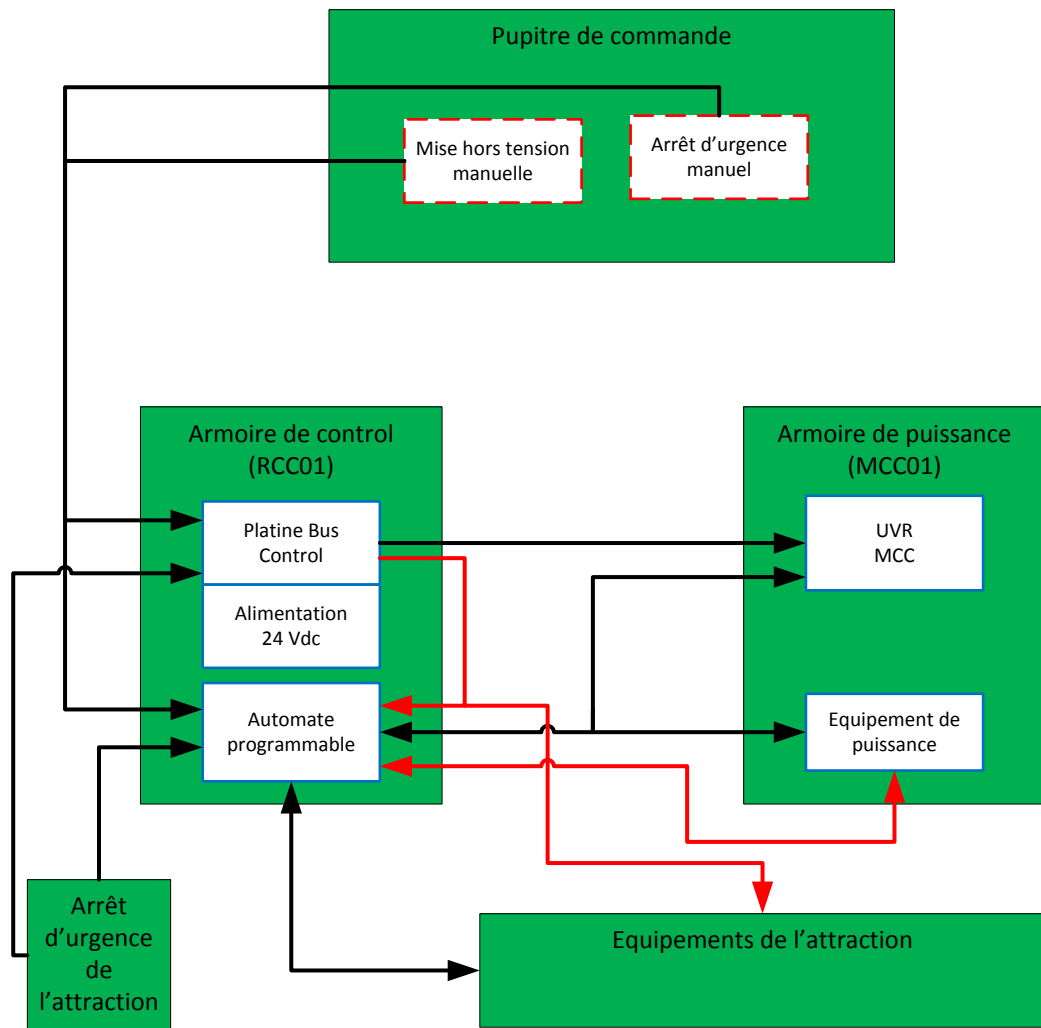 Pupitre de commande
Mise hors tension
manuelle
Arrêt d’urgence
manuel
Armoire de control
(RCC01)
Platine Bus
Control
Alimentation
24 Vdc
Automate
programmable
Armoire de puissance
(MCC01)
UVR
MCC
Equipement de
puissance
Arrêt
d’urgence
de
l’attraction
Equipements de l’attraction